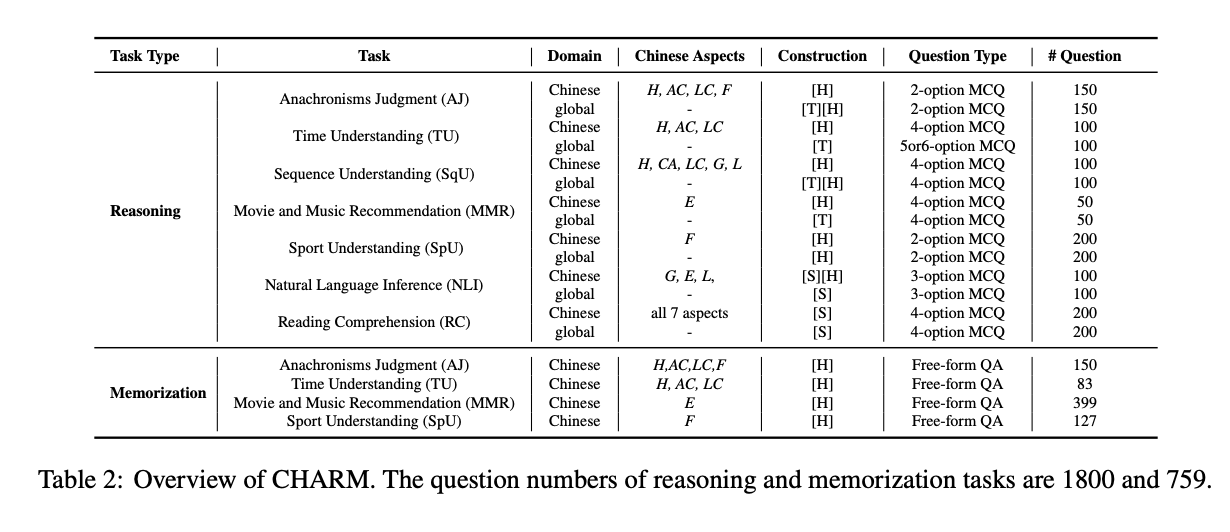 Task Type Task Domain Chinese Aspects Construction Question Type # Question
Reasoning
Anachronisms Judgment (AJ)
Chinese H, AC, LC, F [H] 2-option MCQ 150
global - [T][H] 2-option MCQ 150
Time Understanding (TU)
Chinese H, AC, LC [H] 4-option MCQ 100
global - [T] 5or6-option MCQ 100
Sequence Understanding (SqU)
Chinese H, CA, LC, G, L [H] 4-option MCQ 100
global - [T][H] 4-option MCQ 100
Movie and Music Recommendation (MMR)
Chinese E [H] 4-option MCQ 50
global - [T] 4-option MCQ 50
Sport Understanding (SpU)
Chinese F [H] 2-option MCQ 200
global - [H] 2-option MCQ 200
Natural Language Inference (NLI)
Chinese G, E, L, [S][H] 3-option MCQ 100
global - [S] 3-option MCQ 100
Reading Comprehension (RC)
Chinese all 7 aspects [S] 4-option MCQ 200
global - [S] 4-option MCQ 200
Memorization
Anachronisms Judgment (AJ) Chinese H,AC,LC,F [H] Free-form QA 150
Time Understanding (TU) Chinese H, AC, LC [H] Free-form QA 83
Movie and Music Recommendation (MMR) Chinese E [H] Free-form QA 399
Sport Understanding (SpU) Chinese F [H] Free-form QA 127
Table 2: Overview of CHARM. The question numbers of reasoning and memorization tasks are 1800 and 759.